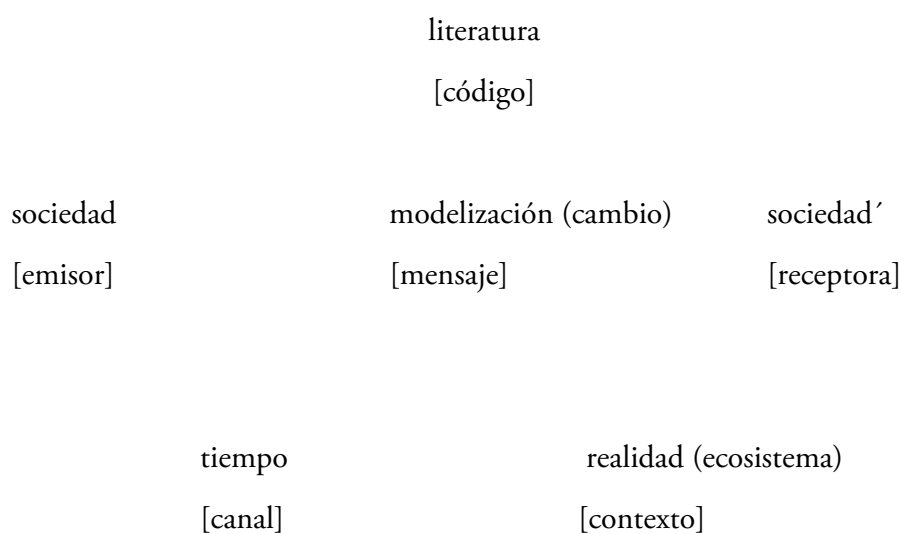 literatura
[código]
sociedad modelización (cambio) sociedad´
[emisor] [mensaje] [receptora]
tiempo realidad (ecosistema)
[canal] [contexto]